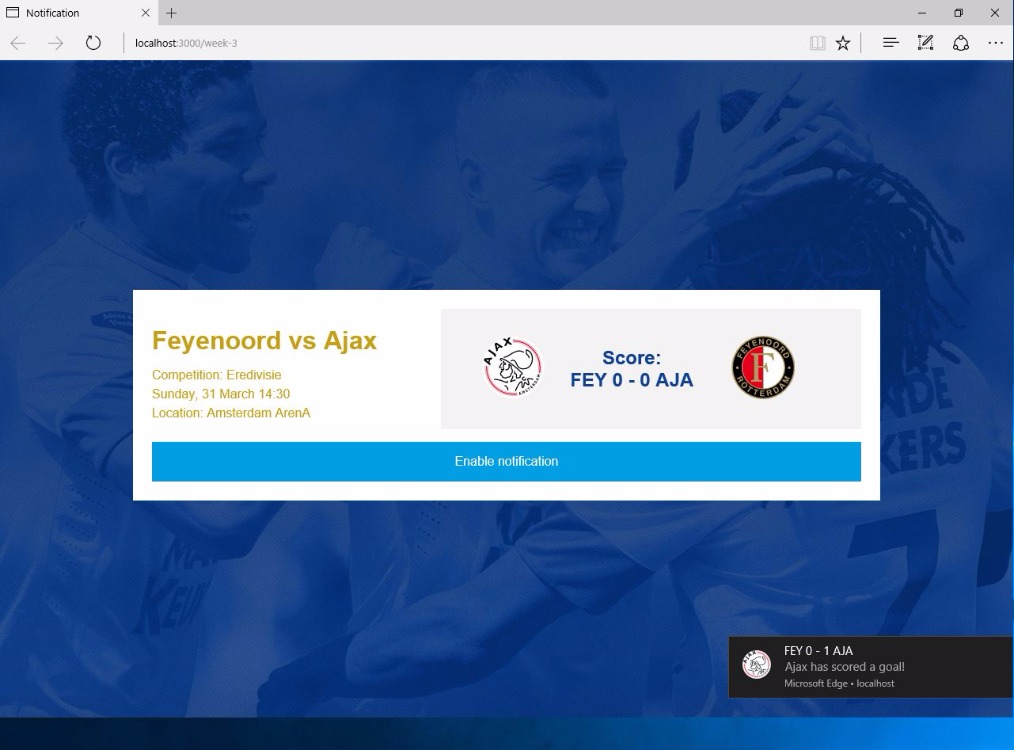 Notification
localhost:3000/week-3
Feyenoord vs Ajax
Competition: Eredivisie
Sunday, 31 March 14:30
Location: Amsterdam ArenA
AJAX
AMSTERDAM
Score:
FEY 0 - 0 AJA
FEYENOORD
F
ROTTERDAM
Enable notification
KERS
7
FEY 0 - 1 AJA
Ajax has scored a goal!
Microsoft Edge • localhost